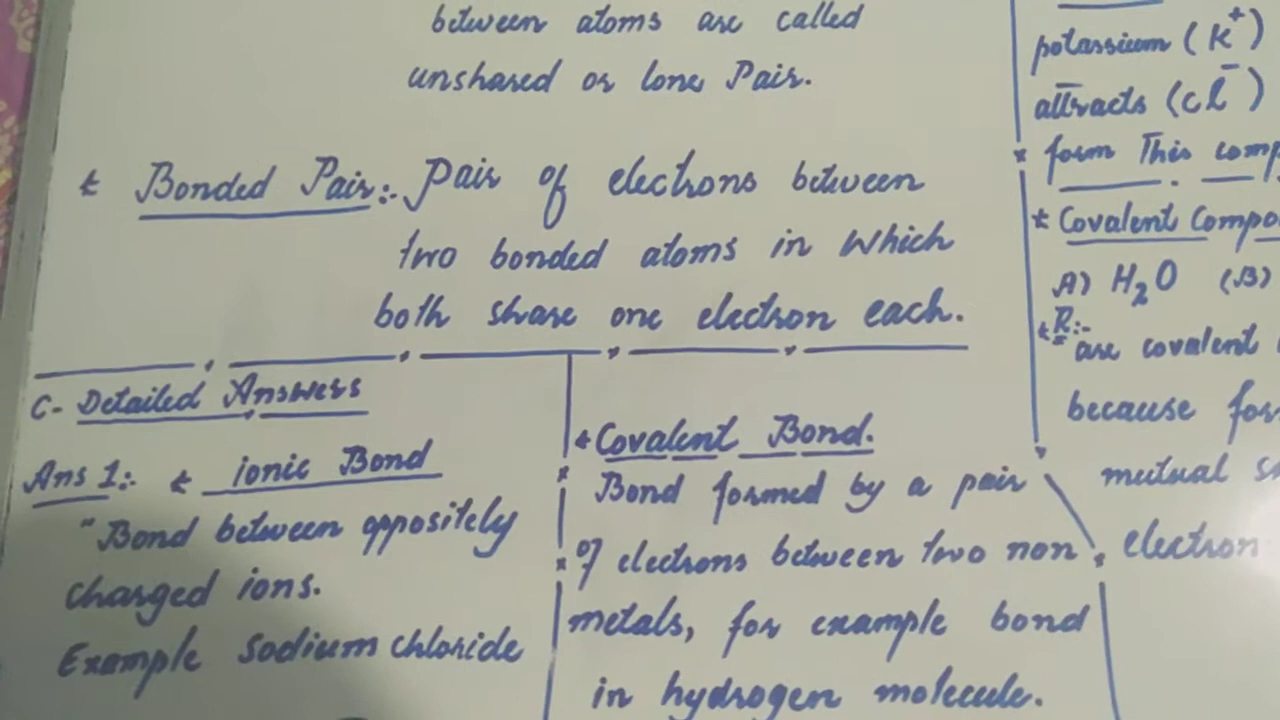 between atoms are called
unshared or lone Pair.
* Bonded Pair:- Pair of electrons between
two bonded atoms in Which
both share one electron each.
C- Detailed Answers
Ans 1:- * ionic Bond
"Bond between oppositely
charged ions.
Example Sodium chloride
* Covalent Bond.
Bond formed by a pair
of electrons between two non
metals, for example bond
in hydrogen molecule.
potassium (K+)
attracts (cl-)
form This comp
* Covalent Compo
A) H2O (B)
* R:-
are covalent
because for
mutual s
electron